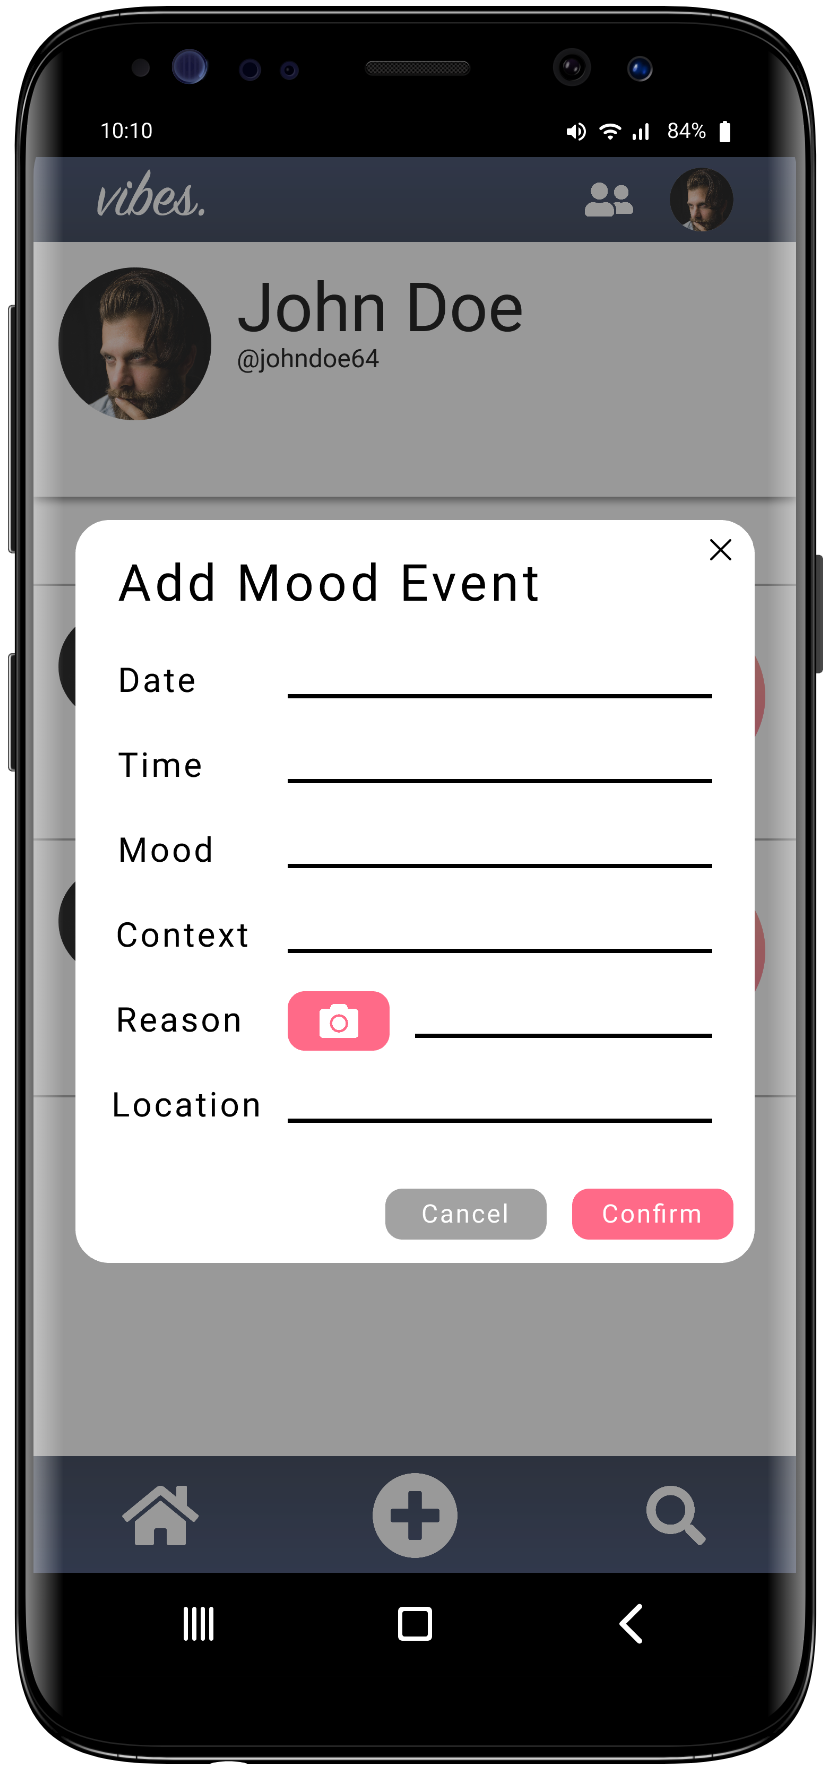 10:10
84%
vibes.
John Doe
@johndoe64
Add Mood Event
Date
Time
Mood
Context
Reason
Location
Cancel
Confirm